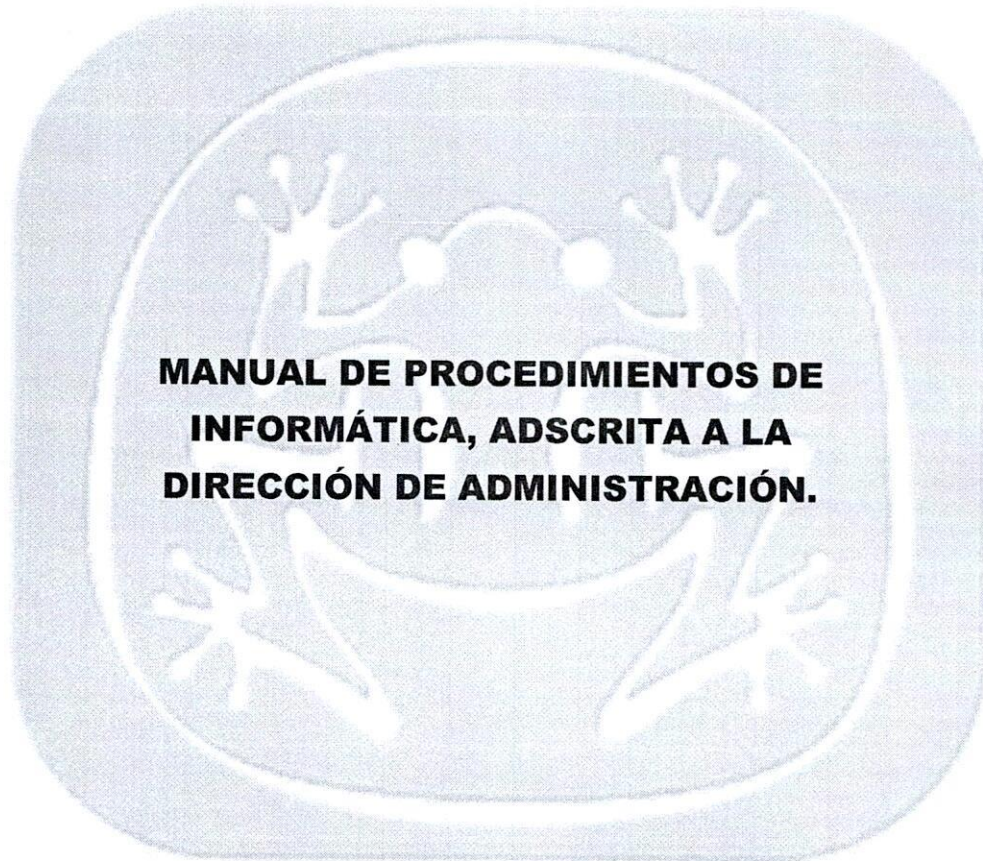 MANUAL DE PROCEDIMIENTOS DE
INFORMÁTICA, ADSCRITA A LA
DIRECCIÓN DE ADMINISTRACIÓN.